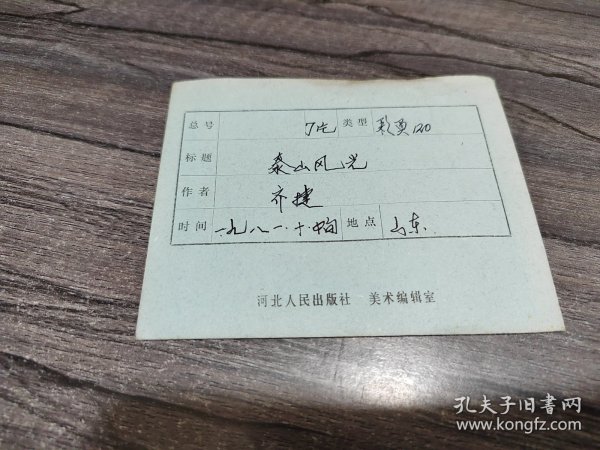 总号 7片 类型 彩页120
标题 泰山风光
作者 齐捷
时间 一九八一.十.中旬 地点 山东
河北人民出版社 美术编辑室
孔夫子旧书网
www.kongfz.com